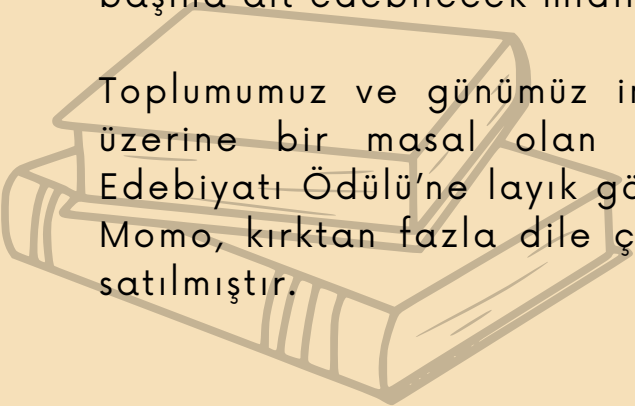 Toplumumuz ve günümüz
üzerine bir masal olan
Edebiyatı Ödülü’ne layık
Momo, kırktan fazla dile
satılmıştır.